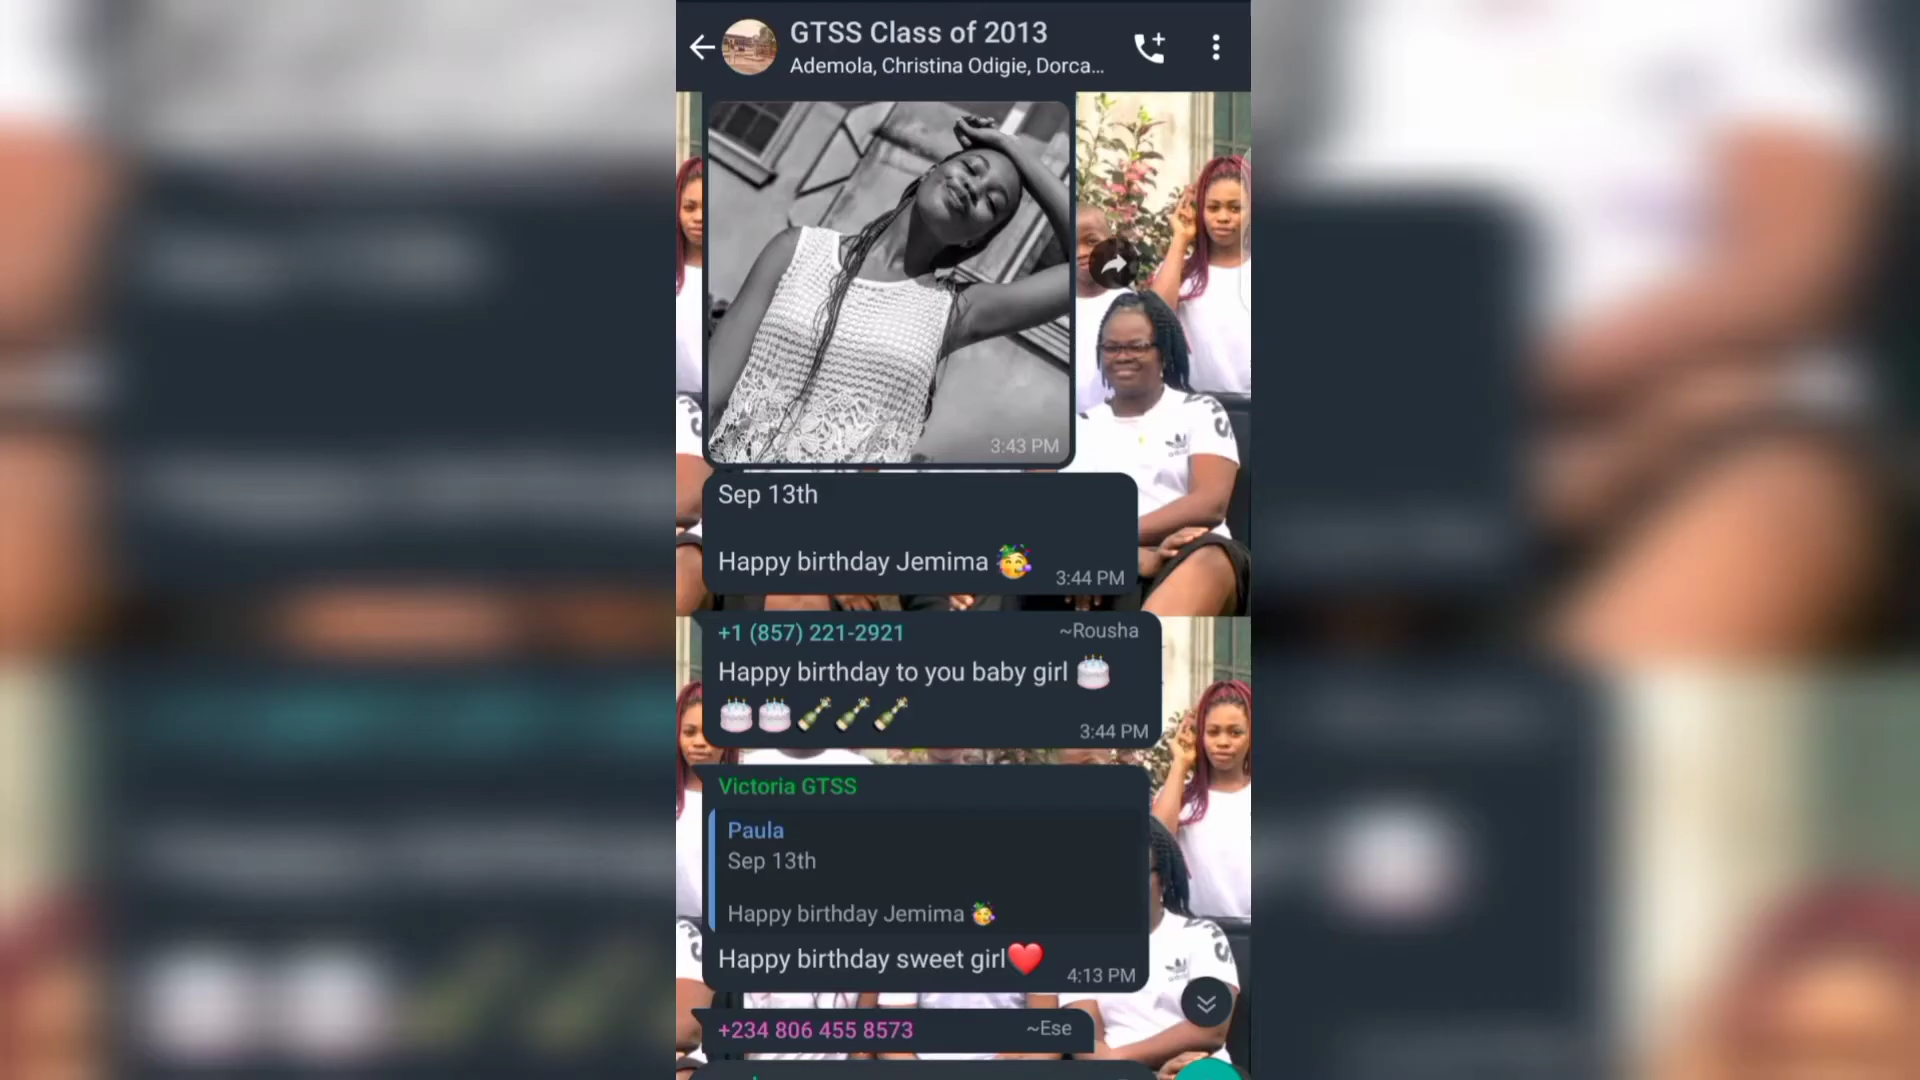 GTSS Class of 2013
Ademola, Christina Odigie, Dorca...
3:43 PM
Sep 13th
Happy birthday Jemima 🥳
3:44 PM
+1 (857) 221-2921 ~Rousha
Happy birthday to you baby girl 🎂
🎂🎂🍾🍾🍾
3:44 PM
Victoria GTSS
Paula
Sep 13th
Happy birthday Jemima 🥳
Happy birthday sweet girl❤️
4:13 PM
+234 806 455 8573 ~Ese